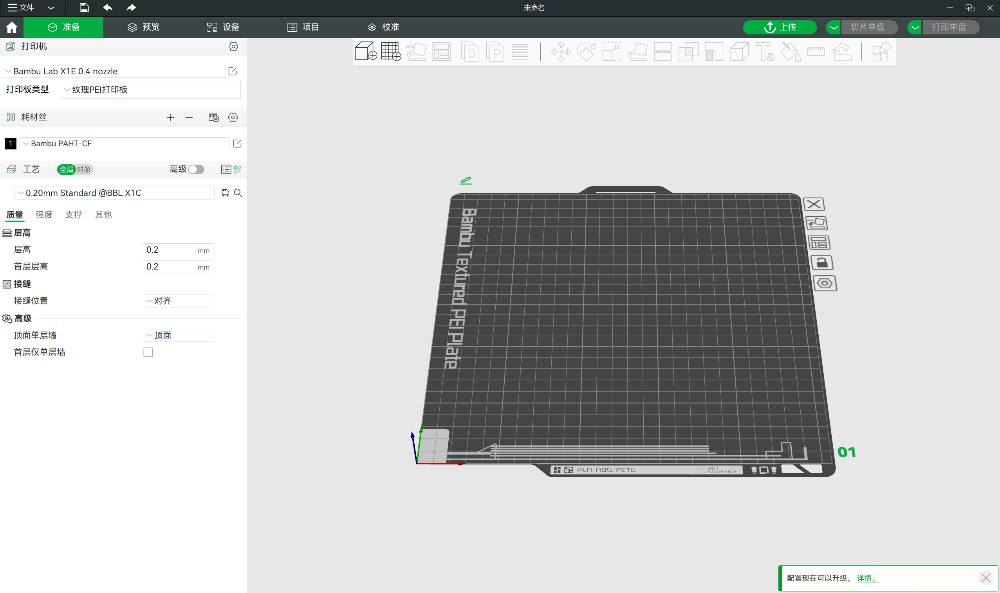 文件
未命名
准备
预览
设备
项目
校准
上传
切片单盘
打印单盘
打印机
Bambu Lab X1E 0.4 nozzle
打印板类型
纹理PEI打印板
耗材丝
1
Bambu PAHT-CF
工艺
全局
对象
高级
0.20mm Standard @BBL X1C
质量
强度
支撑
其他
层高
层高
0.2 mm
首层层高
0.2 mm
接缝
接缝位置
对齐
高级
顶面单层墙
顶面
首层仅单层墙
AUTO
O
P
Ta
Bambu Textured PEI Plate
AUTO
01
PLA/ABS/PETG
HOT
SURFACE
配置现在可以升级。 详情。